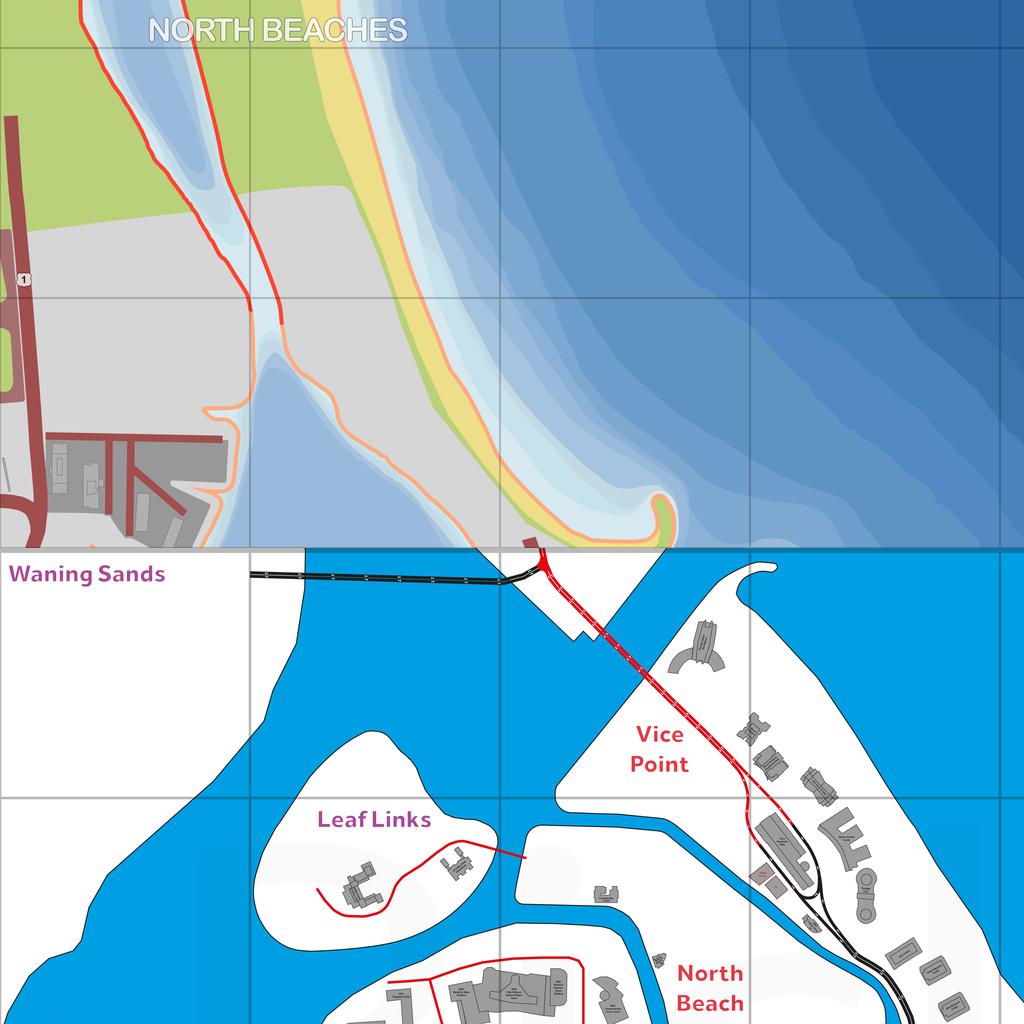 NORTH BEACHES
1
Waning Sands
Vice
Point
Leaf Links
North
Beach